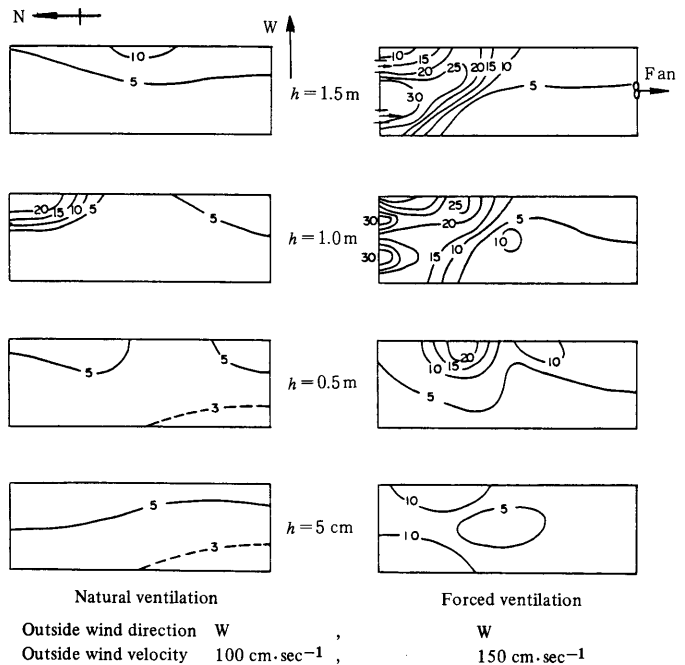 N
W
10
5
h = 1.5 m
10 15 20 25 20 15 10
30
5
Fan
20 15 10 5
5
h = 1.0 m
30
25
20
5
10
15 10
30
5
5
3
h = 0.5 m
10 15 20
10
5
5
3
h = 5 cm
10
5
10
Natural ventilation
Forced ventilation
Outside wind direction W , W
Outside wind velocity 100 cm·sec⁻¹ , 150 cm·sec⁻¹